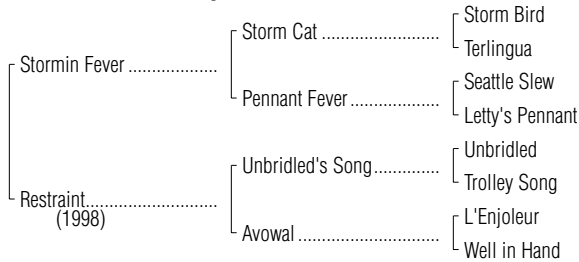 Storm Bird
Storm Cat ........................
Terlingua
Stormin Fever ..................
Seattle Slew
Pennant Fever ..................
Letty's Pennant
Unbridled
Unbridled's Song.............
Trolley Song
Restraint..........................
(1998)
L'Enjoleur
Avowal ............................
Well in Hand